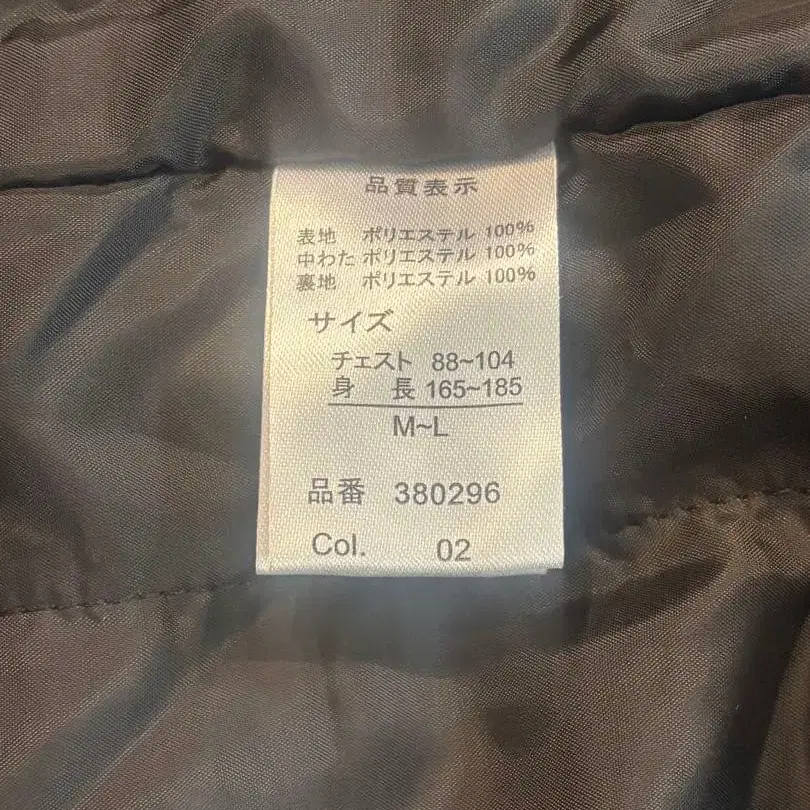 品質表示
表地 ポリエステル 100%
中わた ポリエステル 100%
裏地 ポリエステル 100%
サイズ
チェスト 88~104
身長 165~185
M~L
品番 380296
Col. 02